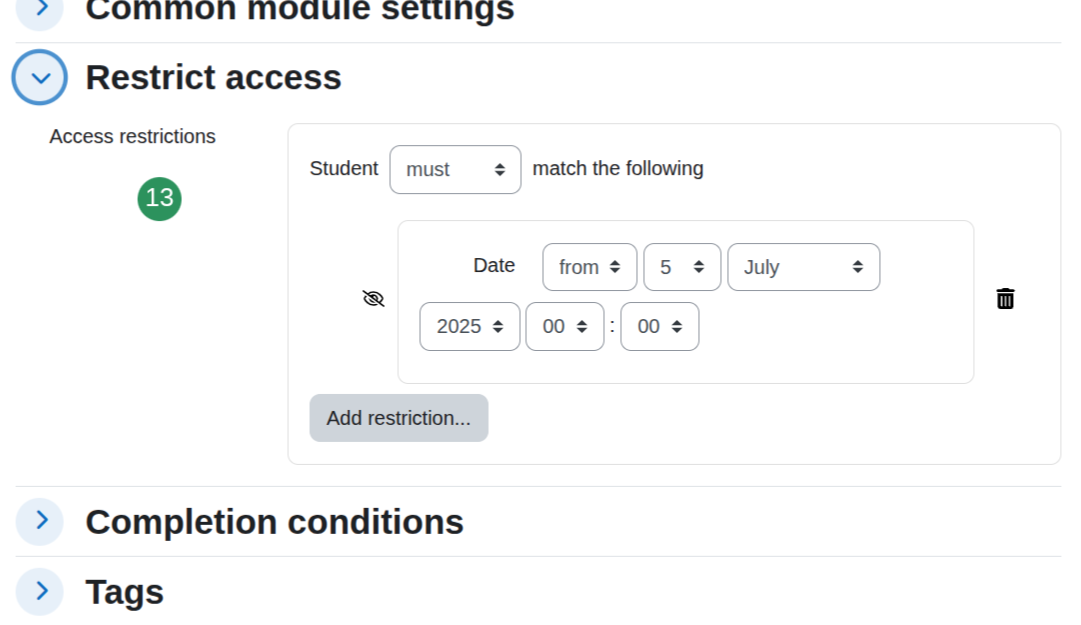 Common module settings
Restrict access
Access restrictions
13
Student must match the following
Date from 5 July
2025 00 : 00
Add restriction...
Completion conditions
Tags